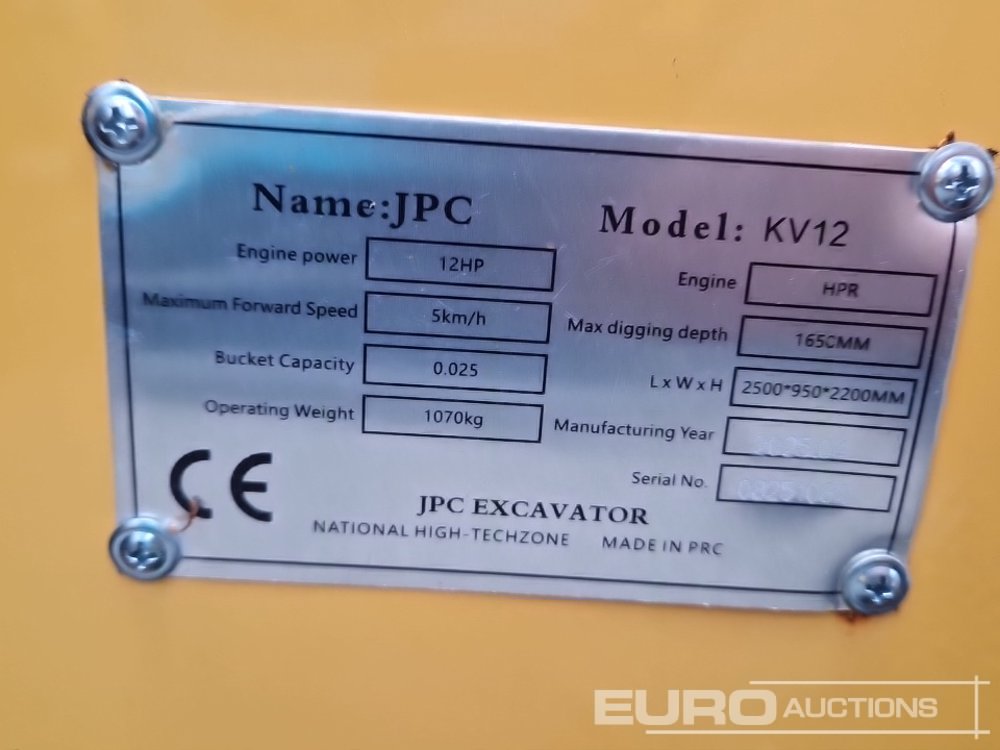 Name:JPC
Model: KV12
Engine power 12HP
Engine HPR
Maximum Forward Speed 5km/h
Max digging depth 1650MM
Bucket Capacity 0.025
L x W x H 2500*950*2200MM
Operating Weight 1070kg
Manufacturing Year
Serial No.
CE
JPC EXCAVATOR
NATIONAL HIGH-TECHZONE MADE IN PRC
EURO AUCTIONS